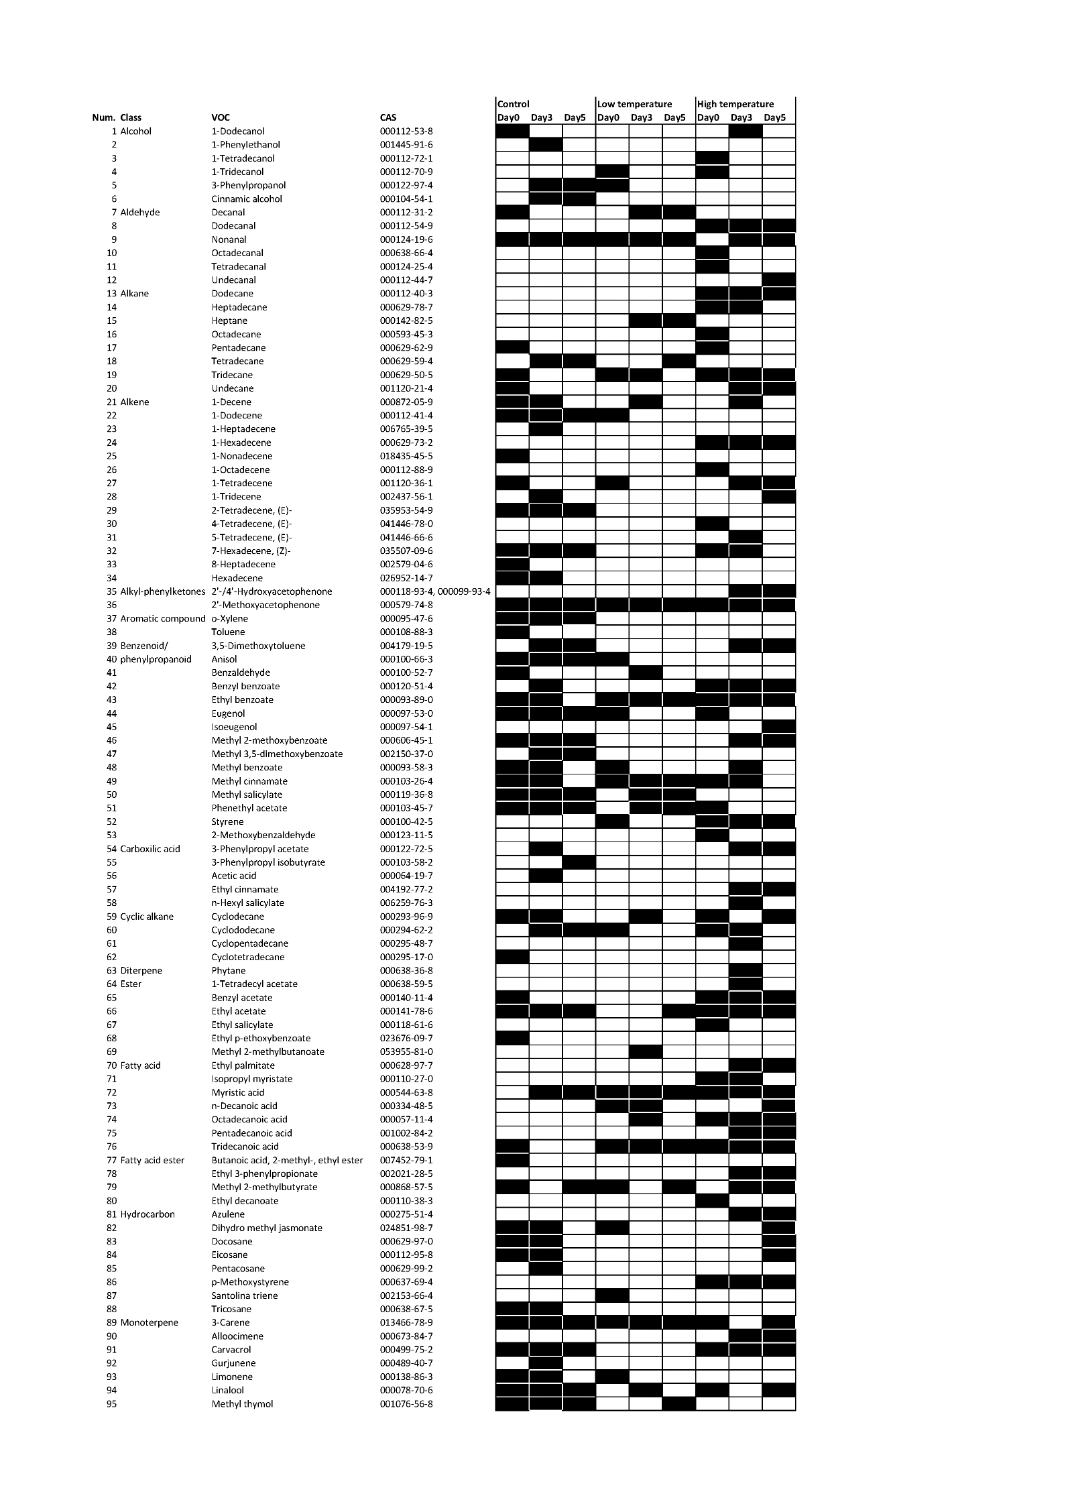 Control Low temperature High temperature
Num. Class VOC CAS Day0 Day3 Day5 Day0 Day3 Day5 Day0 Day3 Day5
1 Alcohol 1-Dodecanol 000112-53-8
2 1-Phenylethanol 001445-91-6
3 1-Tetradecanol 000112-72-1
4 1-Tridecanol 000112-70-9
5 3-Phenylpropanol 000122-97-4
6 Cinnamic alcohol 000104-54-1
7 Aldehyde Decanal 000112-31-2
8 Dodecanal 000112-54-9
9 Nonanal 000124-19-6
10 Octadecanal 000638-66-4
11 Tetradecanal 000124-25-4
12 Undecanal 000112-44-7
13 Alkane Dodecane 000112-40-3
14 Heptadecane 000629-78-7
15 Heptane 000142-82-5
16 Octadecane 000593-45-3
17 Pentadecane 000629-62-9
18 Tetradecane 000629-59-4
19 Tridecane 000629-50-5
20 Undecane 001120-21-4
21 Alkene 1-Decene 000872-05-9
22 1-Dodecene 000112-41-4
23 1-Heptadecene 006765-39-5
24 1-Hexadecene 000629-73-2
25 1-Nonadecene 018435-45-5
26 1-Octadecene 000112-88-9
27 1-Tetradecene 001120-36-1
28 1-Tridecene 002437-56-1
29 2-Tetradecene, (E)- 035953-54-9
30 4-Tetradecene, (E)- 041446-78-0
31 5-Tetradecene, (E)- 041446-66-6
32 7-Hexadecene, (Z)- 035507-09-6
33 8-Heptadecene 002579-04-6
34 Hexadecene 026952-14-7
35 Alkyl-phenylketones 2'-/4'-Hydroxyacetophenone 000118-93-4, 000099-93-4
36 2'-Methoxyacetophenone 000579-74-8
37 Aromatic compound o-Xylene 000095-47-6
38 Toluene 000108-88-3
39 Benzenoid/ 3,5-Dimethoxytoluene 004179-19-5
40 phenylpropanoid Anisol 000100-66-3
41 Benzaldehyde 000100-52-7
42 Benzyl benzoate 000120-51-4
43 Ethyl benzoate 000093-89-0
44 Eugenol 000097-53-0
45 Isoeugenol 000097-54-1
46 Methyl 2-methoxybenzoate 000606-45-1
47 Methyl 3,5-dimethoxybenzoate 002150-37-0
48 Methyl benzoate 000093-58-3
49 Methyl cinnamate 000103-26-4
50 Methyl salicylate 000119-36-8
51 Phenethyl acetate 000103-45-7
52 Styrene 000100-42-5
53 2-Methoxybenzaldehyde 000123-11-5
54 Carboxilic acid 3-Phenylpropyl acetate 000122-72-5
55 3-Phenylpropyl isobutyrate 000103-58-2
56 Acetic acid 000064-19-7
57 Ethyl cinnamate 004192-77-2
58 n-Hexyl salicylate 006259-76-3
59 Cyclic alkane Cyclodecane 000293-96-9
60 Cyclododecane 000294-62-2
61 Cyclopentadecane 000295-48-7
62 Cyclotetradecane 000295-17-0
63 Diterpene Phytane 000638-36-8
64 Ester 1-Tetradecyl acetate 000638-59-5
65 Benzyl acetate 000140-11-4
66 Ethyl acetate 000141-78-6
67 Ethyl salicylate 000118-61-6
68 Ethyl p-ethoxybenzoate 023676-09-7
69 Methyl 2-methylbutanoate 053955-81-0
70 Fatty acid Ethyl palmitate 000628-97-7
71 Isopropyl myristate 000110-27-0
72 Myristic acid 000544-63-8
73 n-Decanoic acid 000334-48-5
74 Octadecanoic acid 000057-11-4
75 Pentadecanoic acid 001002-84-2
76 Tridecanoic acid 000638-53-9
77 Fatty acid ester Butanoic acid, 2-methyl-, ethyl ester 007452-79-1
78 Ethyl 3-phenylpropionate 002021-28-5
79 Methyl 2-methylbutyrate 000868-57-5
80 Ethyl decanoate 000110-38-3
81 Hydrocarbon Azulene 000275-51-4
82 Dihydro methyl jasmonate 024851-98-7
83 Docosane 000629-97-0
84 Eicosane 000112-95-8
85 Pentacosane 000629-99-2
86 p-Methoxystyrene 000637-69-4
87 Santolina triene 002153-66-4
88 Tricosane 000638-67-5
89 Monoterpene 3-Carene 013466-78-9
90 Alloocimene 000673-84-7
91 Carvacrol 000499-75-2
92 Gurjunene 000489-40-7
93 Limonene 000138-86-3
94 Linalool 000078-70-6
95 Methyl thymol 001076-56-8